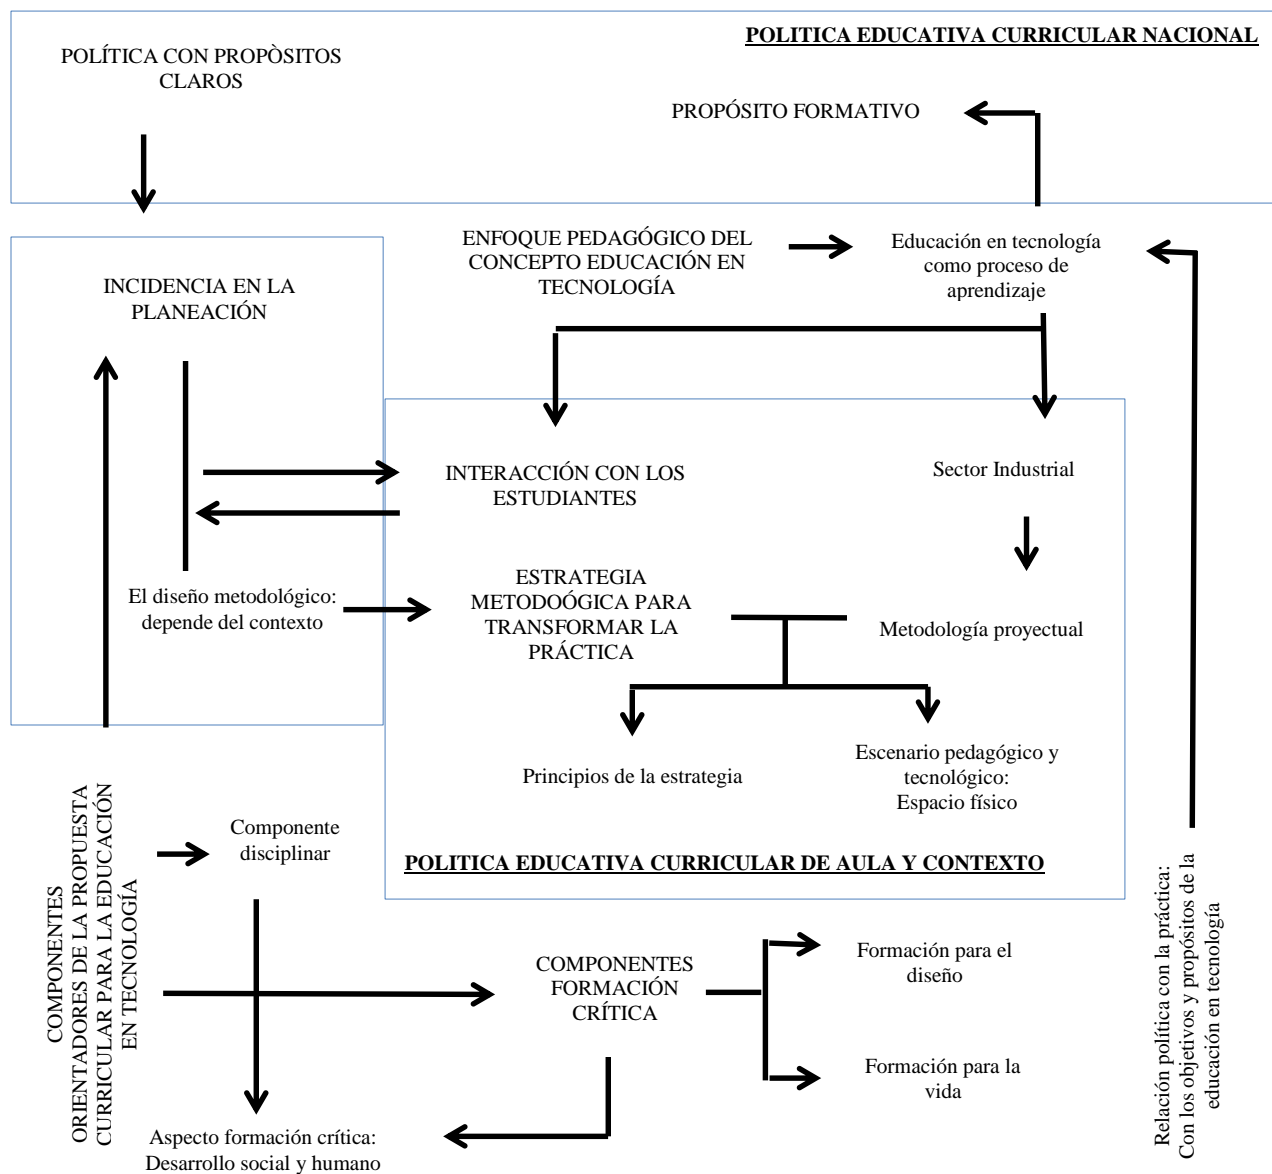 POLITICA EDUCATIVA CURRICULAR NACIONAL
POLÍTICA CON PROPÒSITOS
CLAROS
PROPÓSITO FORMATIVO
ENFOQUE PEDAGÓGICO DEL
CONCEPTO EDUCACIÓN EN
TECNOLOGÍA
Educación en tecnología
como proceso de
aprendizaje
INCIDENCIA EN LA
PLANEACIÓN
INTERACCIÓN CON LOS
ESTUDIANTES
Sector Industrial
El diseño metodológico:
depende del contexto
ESTRATEGIA
METODOÓGICA PARA
TRANSFORMAR LA
PRÁCTICA
Metodología proyectual
Principios de la estrategia
Escenario pedagógico y
tecnológico:
Espacio físico
POLITICA EDUCATIVA CURRICULAR DE AULA Y CONTEXTO
COMPONENTES
ORIENTADORES DE LA PROPUESTA
CURRICULAR PARA LA EDUCACIÓN
EN TECNOLOGÍA
Componente
disciplinar
COMPONENTES
FORMACIÓN
CRÍTICA
Formación para el
diseño
Formación para la
vida
Aspecto formación crítica:
Desarrollo social y humano
Relación política con la práctica:
Con los objetivos y propósitos de la
educación en tecnología